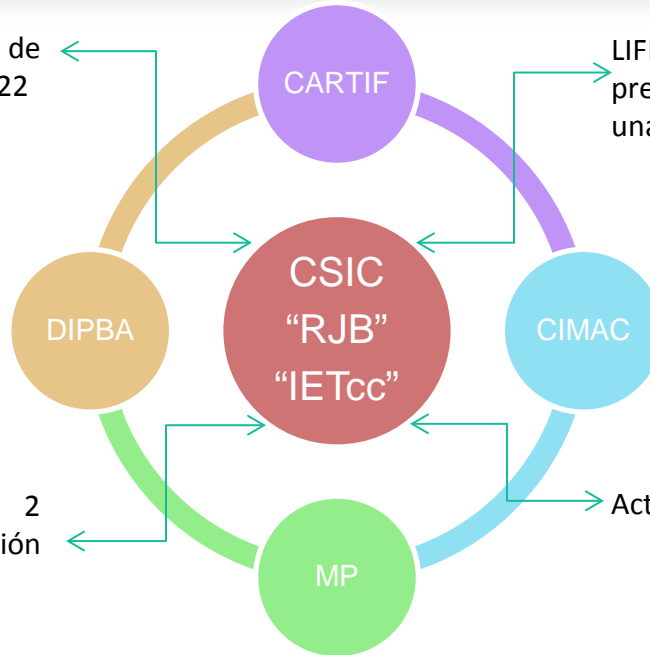 de
22
CARTIF
LIF
pre
una
CSIC
“RJB”
“IETcc”
DIPBA
CIMAC
2
ión
Act
MP